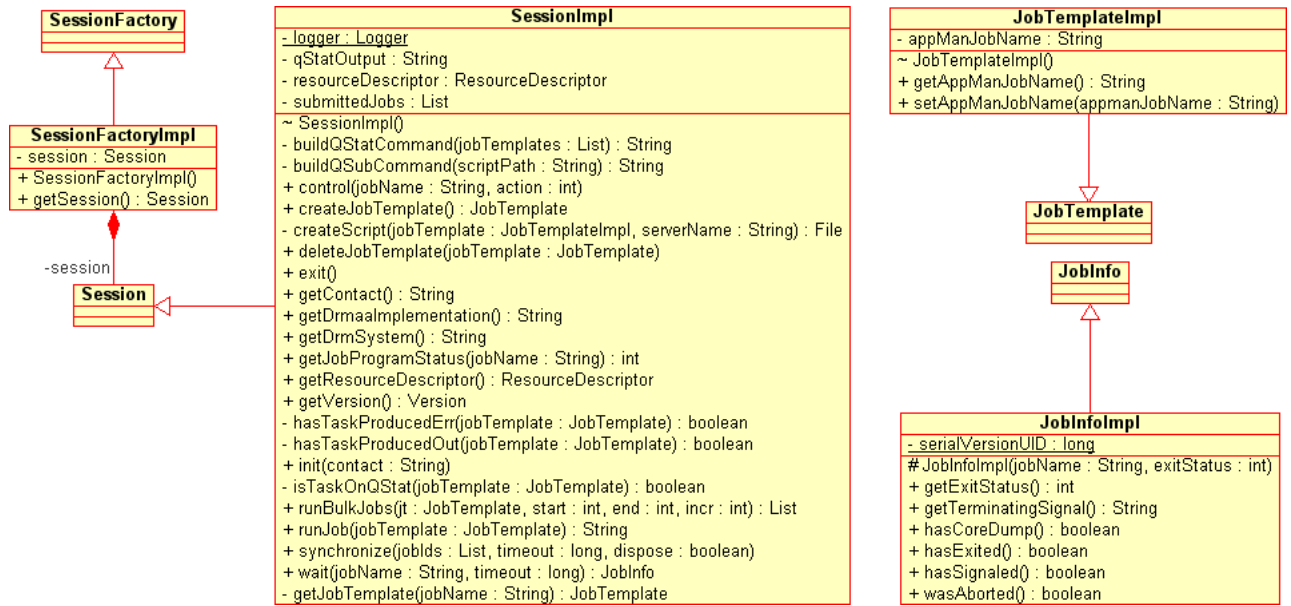 SessionFactory
SessionFactoryImpl
- session : Session
+ SessionFactoryImpl()
+ getSession() : Session
-session
Session
SessionImpl
- logger : Logger
- qStatOutput : String
- resourceDescriptor : ResourceDescriptor
- submittedJobs : List
~ SessionImpl()
- buildQStatCommand(jobTemplates : List) : String
- buildQSubCommand(scriptPath : String) : String
+ control(jobName : String, action : int)
+ createJobTemplate() : JobTemplate
- createScript(jobTemplate : JobTemplateImpl, serverName : String) : File
+ deleteJobTemplate(jobTemplate : JobTemplate)
+ exit()
+ getContact() : String
+ getDrmaaImplementation() : String
+ getDrmSystem() : String
+ getJobProgramStatus(jobName : String) : int
+ getResourceDescriptor() : ResourceDescriptor
+ getVersion() : Version
- hasTaskProducedErr(jobTemplate : JobTemplate) : boolean
- hasTaskProducedOut(jobTemplate : JobTemplate) : boolean
+ init(contact : String)
- isTaskOnQStat(jobTemplate : JobTemplate) : boolean
+ runBulkJobs(jt : JobTemplate, start : int, end : int, incr : int) : List
+ runJob(jobTemplate : JobTemplate) : String
+ synchronize(jobIds : List, timeout : long, dispose : boolean)
+ wait(jobName : String, timeout : long) : JobInfo
- getJobTemplate(jobName : String) : JobTemplate
JobTemplateImpl
- appManJobName : String
~ JobTemplateImpl()
+ getAppManJobName() : String
+ setAppManJobName(appmanJobName : String)
JobTemplate
JobInfo
JobInfoImpl
- serialVersionUID : long
# JobInfoImpl(jobName : String, exitStatus : int)
+ getExitStatus() : int
+ getTerminatingSignal() : String
+ hasCoreDump() : boolean
+ hasExited() : boolean
+ hasSignaled() : boolean
+ wasAborted() : boolean